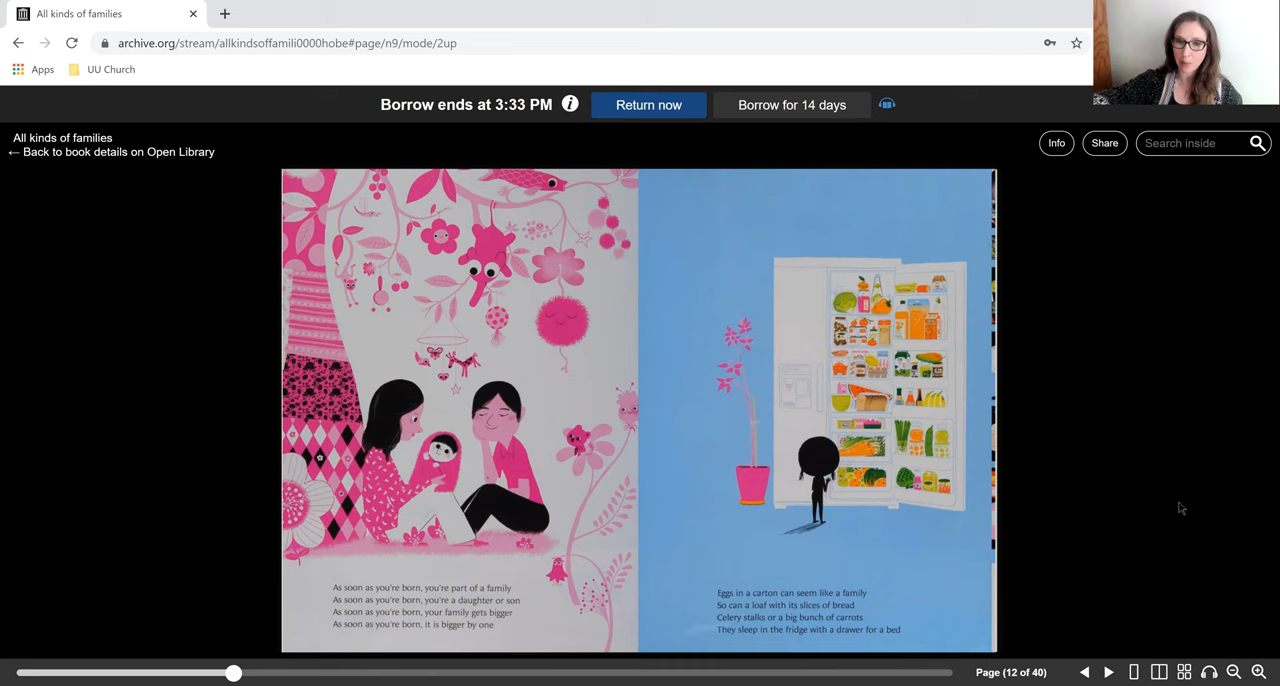 All kinds of families
archive.org/stream/allkindsoffamili0000hobe#page/n9/mode/2up
Apps
UU Church
Borrow ends at 3:33 PM
Return now
Borrow for 14 days
All kinds of families
← Back to book details on Open Library
Info
Share
Search inside
As soon as you're born, you're part of a family
As soon as you're born, you're a daughter or son
As soon as you're born, your family gets bigger
As soon as you're born, it is bigger by one
Eggs in a carton can seem like a family
So can a loaf with its slices of bread
Celery stalks or a big bunch of carrots
They sleep in the fridge with a drawer for a bed
Page (12 of 40)